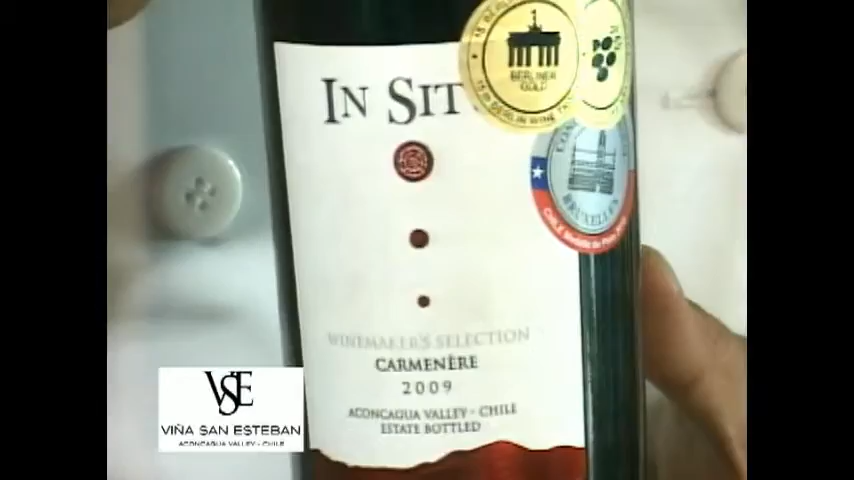 IN SIT
BERLINER
GOLD
BRUXELLES
WINEMAKER'S SELECTION
CARMENÈRE
2009
ACONCAGUA VALLEY - CHILE
ESTATE BOTTLED
VSE
VIÑA SAN ESTEBAN
ACONCAGUA VALLEY - CHILE